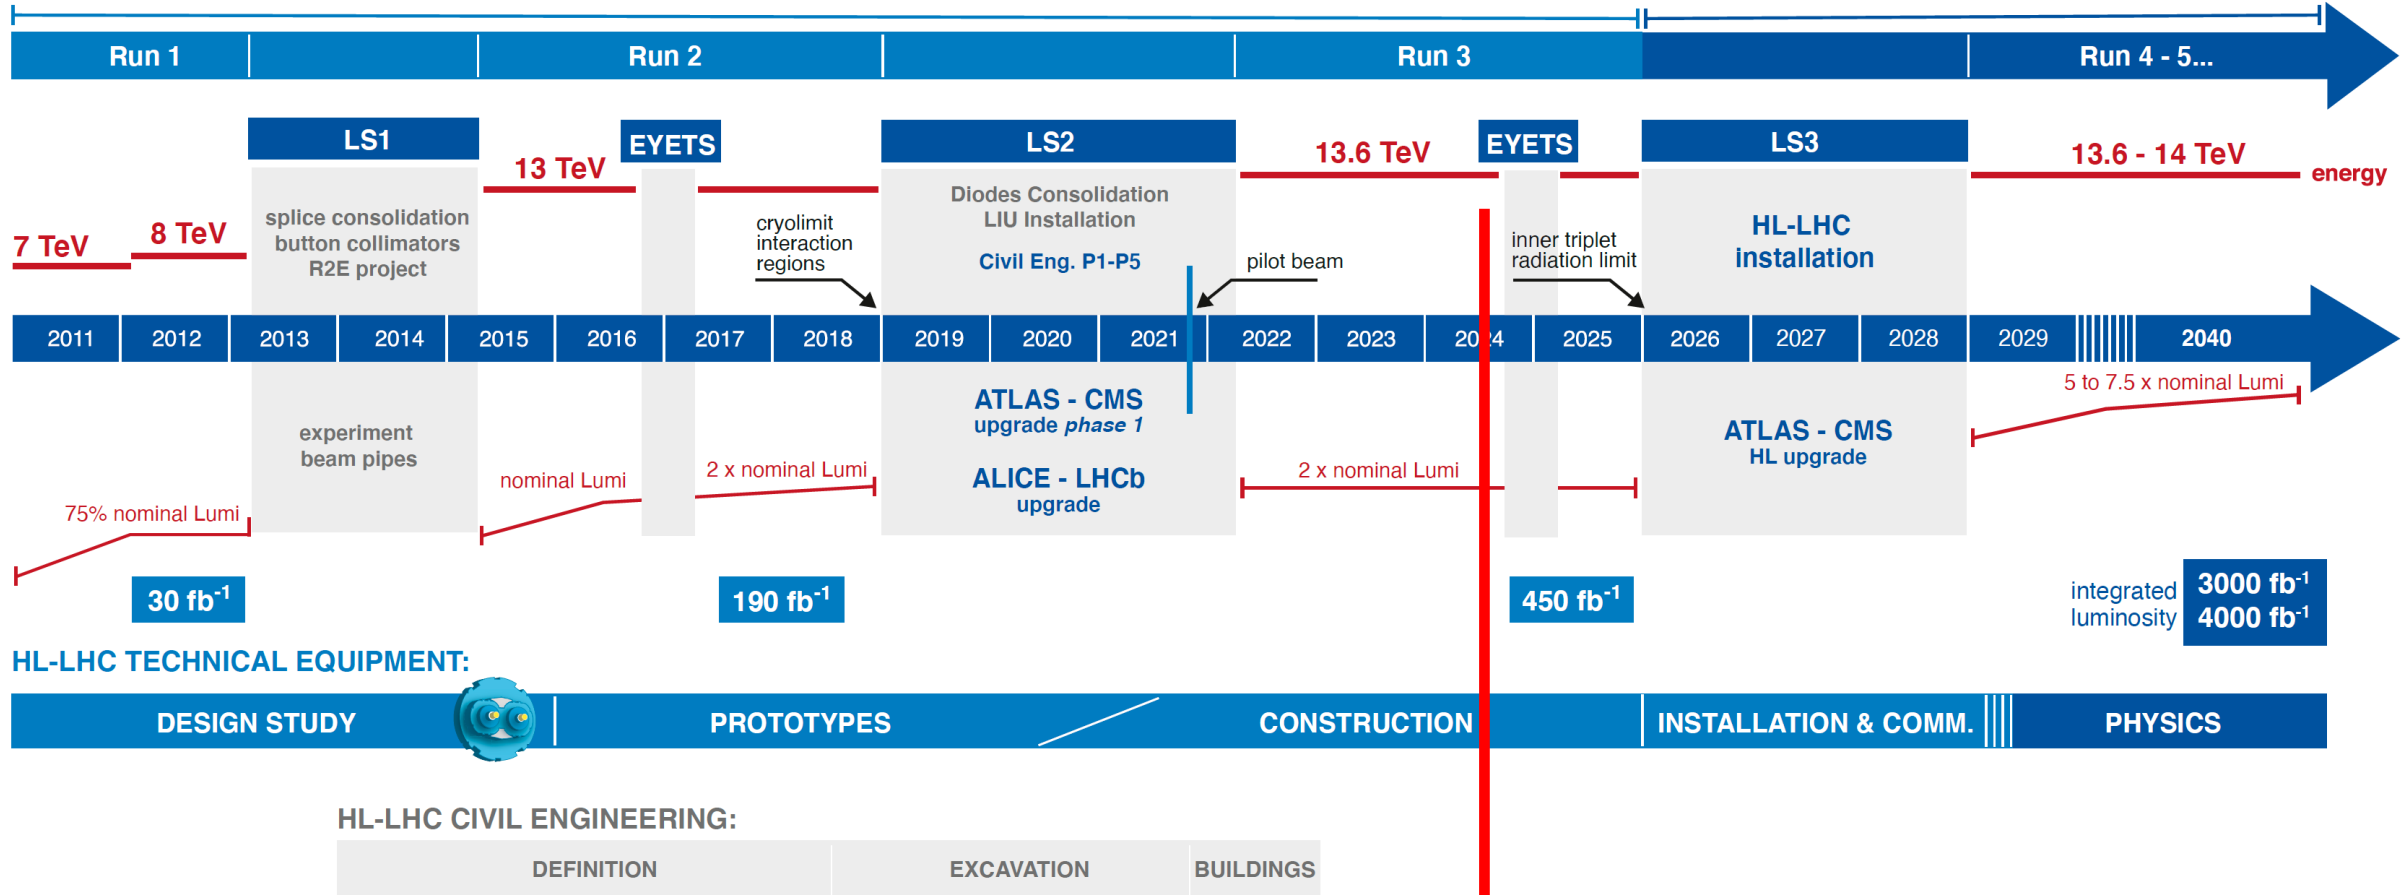 Run 1
Run 2
Run 3
Run 4 - 5...
LS1
EYETS
LS2
EYETS
LS3
13 TeV
13.6 TeV
13.6 - 14 TeV
energy
7 TeV
8 TeV
splice consolidation
button collimators
R2E project
cryolimit
interaction
regions
Diodes Consolidation
LIU Installation
Civil Eng. P1-P5
pilot beam
inner triplet
radiation limit
HL-LHC
installation
2011
2012
2013
2014
2015
2016
2017
2018
2019
2020
2021
2022
2023
2024
2025
2026
2027
2028
2029
2040
experiment
beam pipes
ATLAS - CMS
upgrade phase 1
ALICE - LHCb
upgrade
ATLAS - CMS
HL upgrade
75% nominal Lumi
nominal Lumi
2 x nominal Lumi
2 x nominal Lumi
5 to 7.5 x nominal Lumi
30 fb⁻¹
190 fb⁻¹
450 fb⁻¹
integrated
luminosity
3000 fb⁻¹
4000 fb⁻¹
HL-LHC TECHNICAL EQUIPMENT:
DESIGN STUDY
PROTOTYPES
CONSTRUCTION
INSTALLATION & COMM.
PHYSICS
HL-LHC CIVIL ENGINEERING:
DEFINITION
EXCAVATION
BUILDINGS